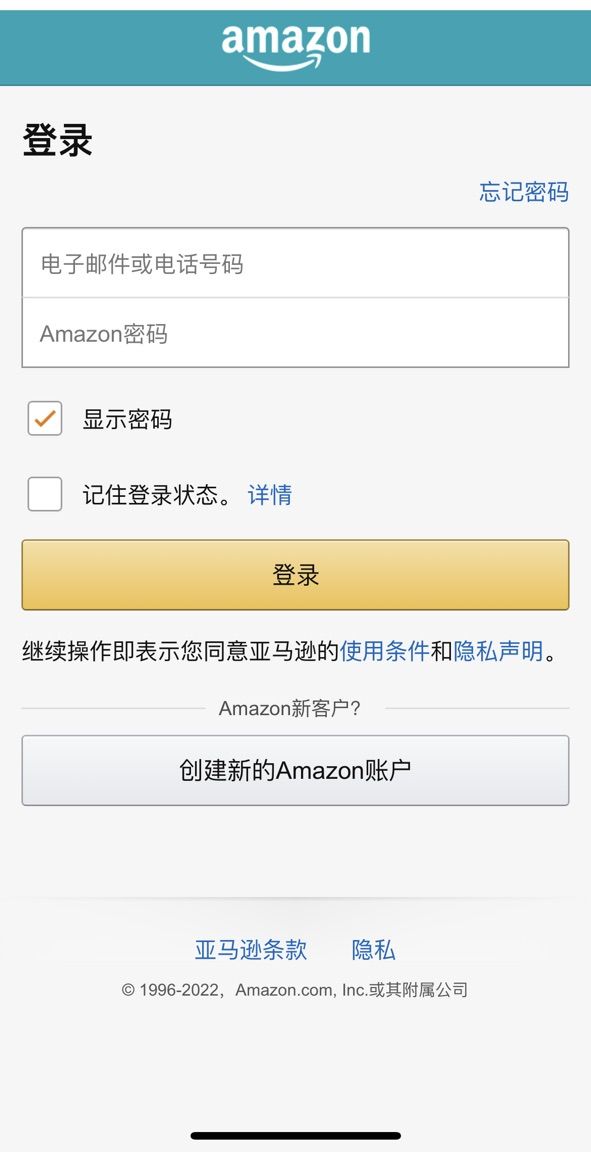 amazon
登录
忘记密码
电子邮件或电话号码
Amazon密码
显示密码
记住登录状态。 详情
登录
继续操作即表示您同意亚马逊的使用条件和隐私声明。
Amazon新客户?
创建新的Amazon账户
亚马逊条款 隐私
© 1996-2022，Amazon.com, Inc.或其附属公司